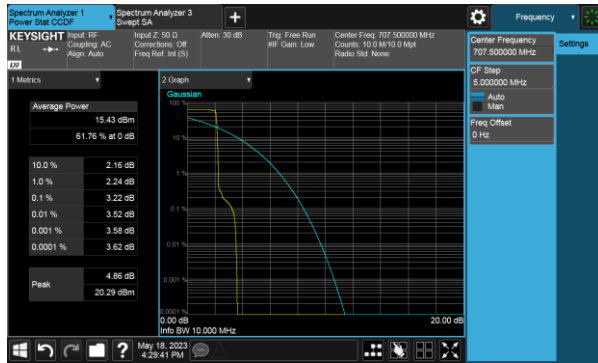 Spectrum Analyzer 1
Power Stat CCDF
Spectrum Analyzer 3
Swept SA
+
Frequency
KEYSIGHT
Input: RF
Input Z: 50 Ω
Atten: 30 dB
Trig: Free Run
Center Freq: 707.500000 MHz
RL
Coupling: AC
Corrections: Off
#IF Gain: Low
Counts: 10.0 M/10.0 Mpt
Align: Auto
Freq Ref: Int (S)
Radio Std: None
Center Frequency
707.500000 MHz
Settings
CF Step
5.000000 MHz
Auto
Man
Freq Offset
0 Hz
1 Metrics
Average Power
15.43 dBm
61.76 % at 0 dB
10.0 % 2.16 dB
1.0 % 2.24 dB
0.1 % 3.22 dB
0.01 % 3.52 dB
0.001 % 3.58 dB
0.0001 % 3.62 dB
Peak
4.86 dB
20.29 dBm
2 Graph
Gaussian
100 %
10 %
1 %
0.1 %
0.01 %
0.001 %
0.0001 %
0.00 dB
20.00 dB
Info BW 10.000 MHz
?
May 18, 2023
4:29:41 PM